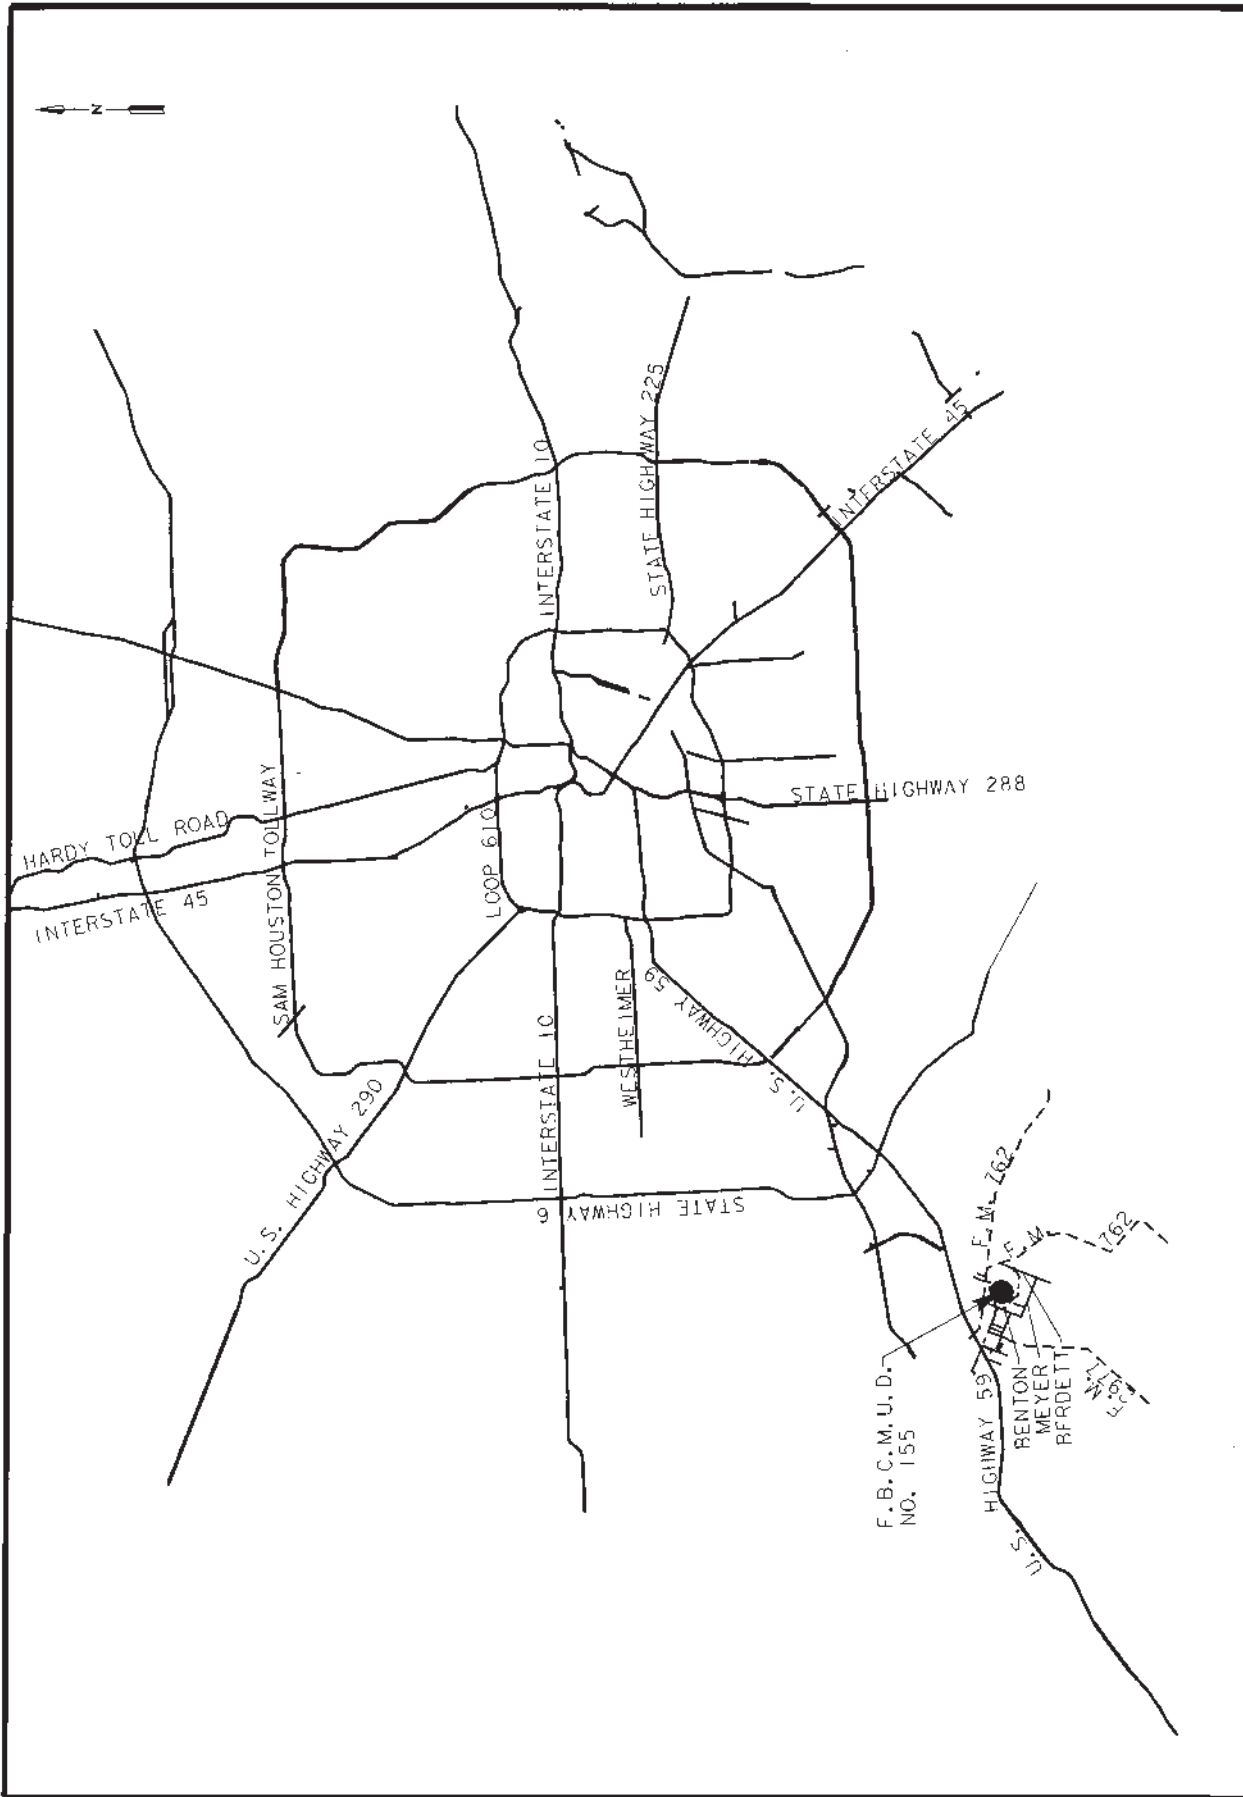 N
HARDY TOLL ROAD
INTERSTATE 45
SAM HOUSTON TOLLWAY
U.S. HIGHWAY 290
LOOP 610
INTERSTATE 10
INTERSTATE 10
STATE HIGHWAY 225
WESTHEIMER
U.S. HIGHWAY 59
STATE HIGHWAY 6
INTERSTATE 45
STATE HIGHWAY 288
F.B.C.M.U.D.
NO. 155
F.M. 762
F.M. 762
U.S. HIGHWAY 59
BENTON
MEYER
F.M. 977